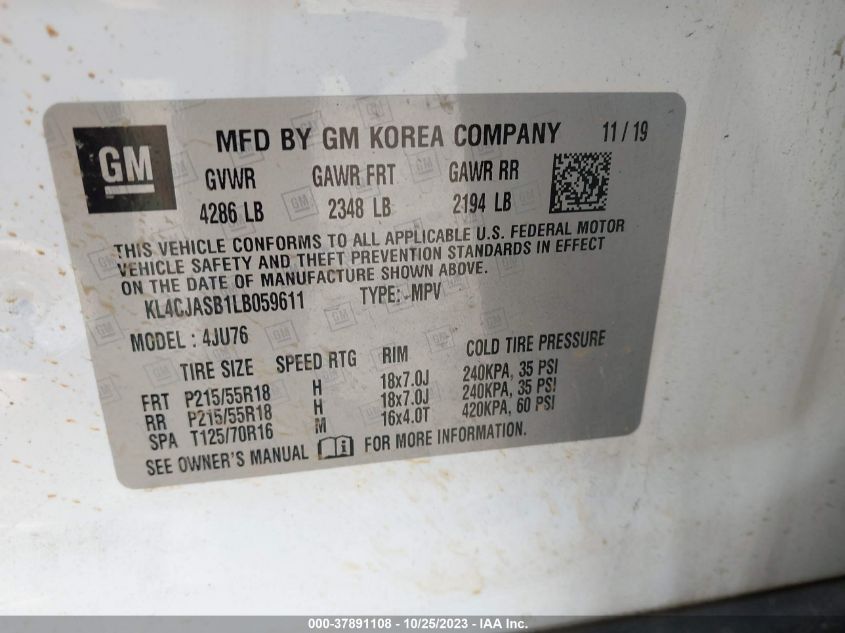 GM
MFD BY GM KOREA COMPANY 11/19
GVWR GAWR FRT GAWR RR
4286 LB 2348 LB 2194 LB
THIS VEHICLE CONFORMS TO ALL APPLICABLE U.S. FEDERAL MOTOR
VEHICLE SAFETY AND THEFT PREVENTION STANDARDS IN EFFECT
ON THE DATE OF MANUFACTURE SHOWN ABOVE.
KL4CJASB1LB059611 TYPE: MPV
MODEL: 4JU76
TIRE SIZE SPEED RTG RIM COLD TIRE PRESSURE
FRT P215/55R18 H 18x7.0J 240KPA, 35 PSI
RR P215/55R18 H 18x7.0J 240KPA, 35 PSI
SPA T125/70R16 M 16x4.0T 420KPA, 60 PSI
SEE OWNER'S MANUAL FOR MORE INFORMATION.
000-37891108 - 10/25/2023 - © IAA Inc.